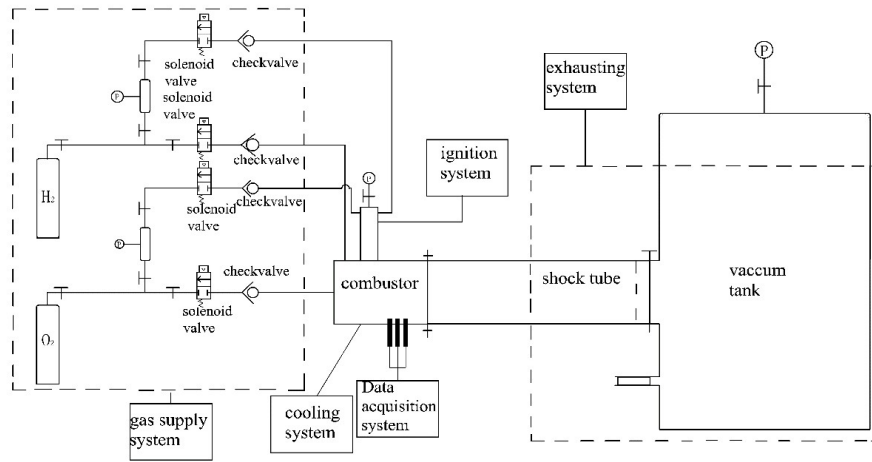 solenoid
valve
checkvalve
solenoid
valve
P
H₂
checkvalve
solenoid
valve
checkvalve
P
O₂
checkvalve
solenoid
valve
gas supply
system
P
ignition
system
combustor
cooling
system
Data
acquisition
system
exhausting
system
shock tube
P
vaccum
tank